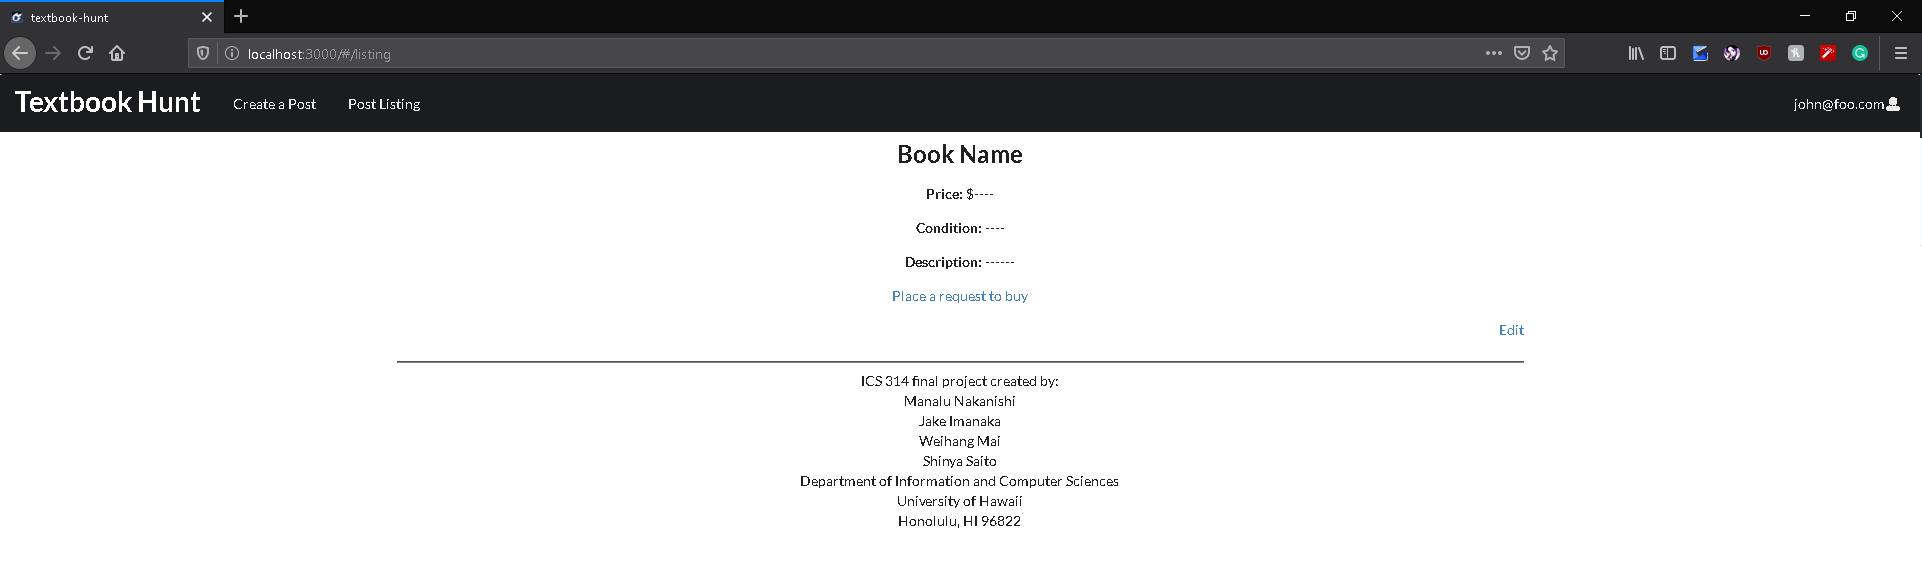 textbook-hunt
localhost:3000/#/listing
Textbook Hunt Create a Post Post Listing john@foo.com
Book Name
Price: $----
Condition: ----
Description: ------
Place a request to buy
Edit
ICS 314 final project created by:
Manalu Nakanishi
Jake Imanaka
Weihang Mai
Shinya Saito
Department of Information and Computer Sciences
University of Hawaii
Honolulu, HI 96822